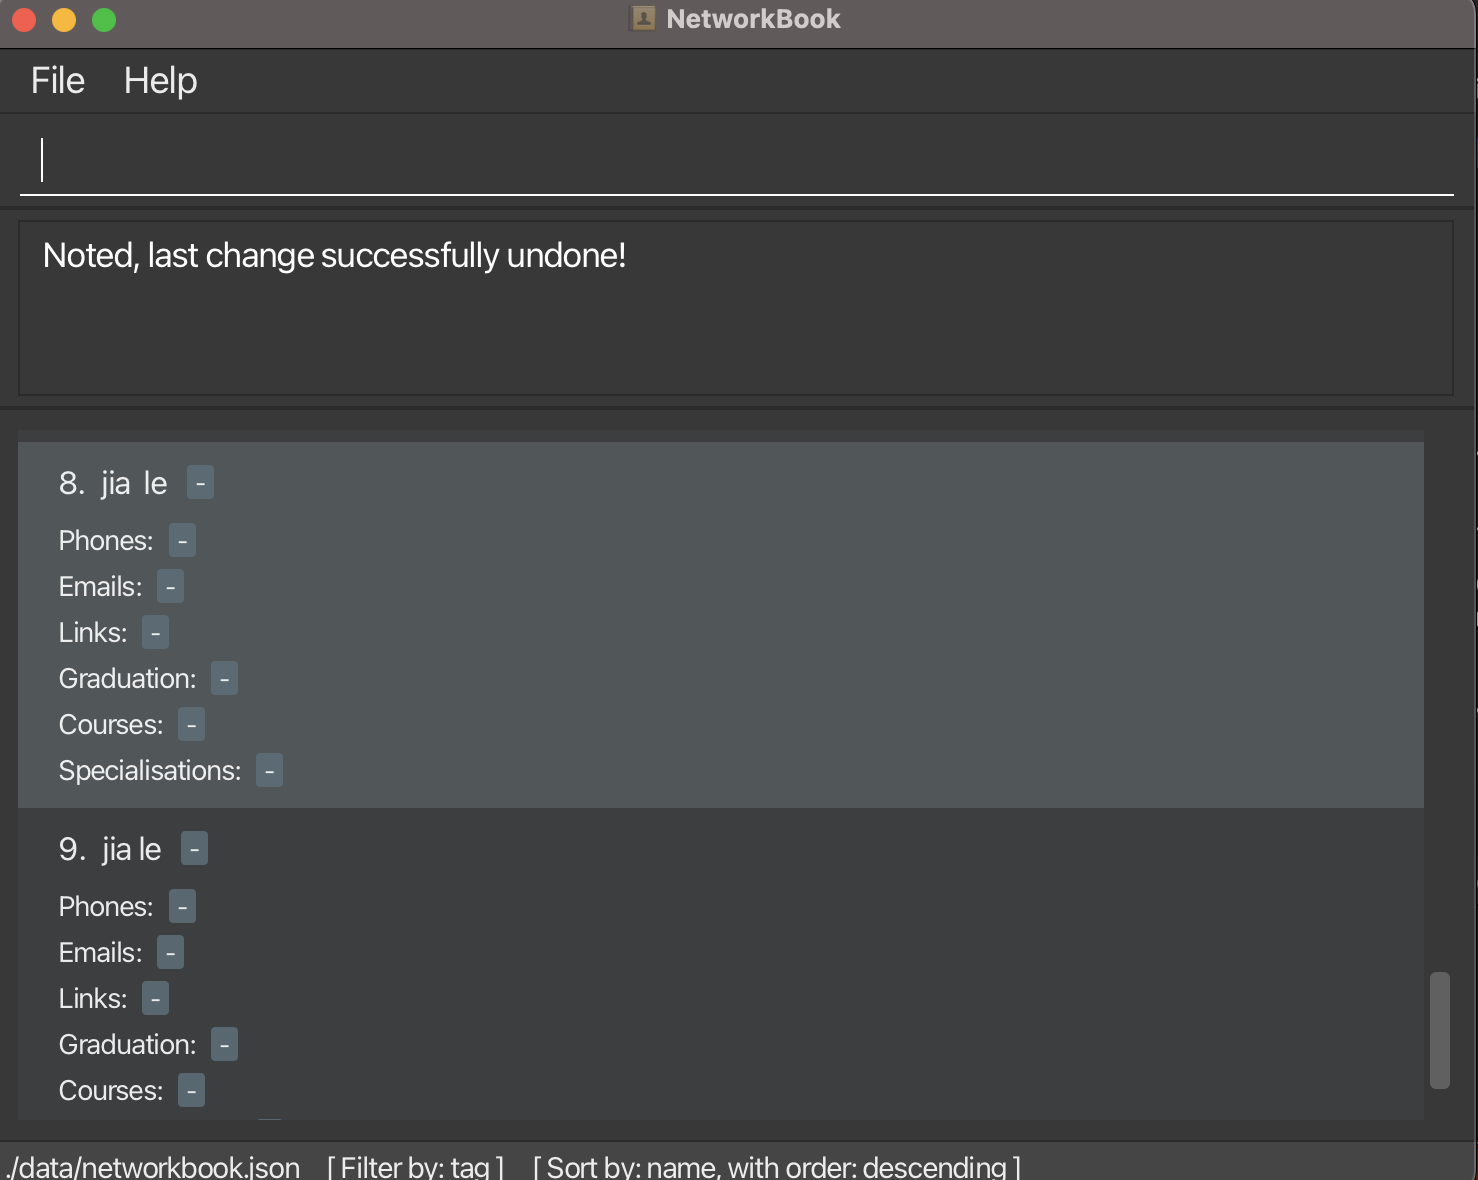 NetworkBook
File Help
Noted, last change successfully undone!
8. jia  le -
Phones: -
Emails: -
Links: -
Graduation: -
Courses: -
Specialisations: -
9. jia le -
Phones: -
Emails: -
Links: -
Graduation: -
Courses: -
./data/networkbook.json [ Filter by: tag ] [ Sort by: name, with order: descending ]